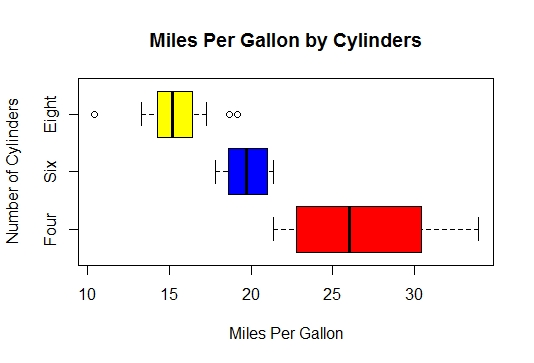 Miles Per Gallon by Cylinders
Number of Cylinders
Eight
Six
Four
10 15 20 25 30
Miles Per Gallon